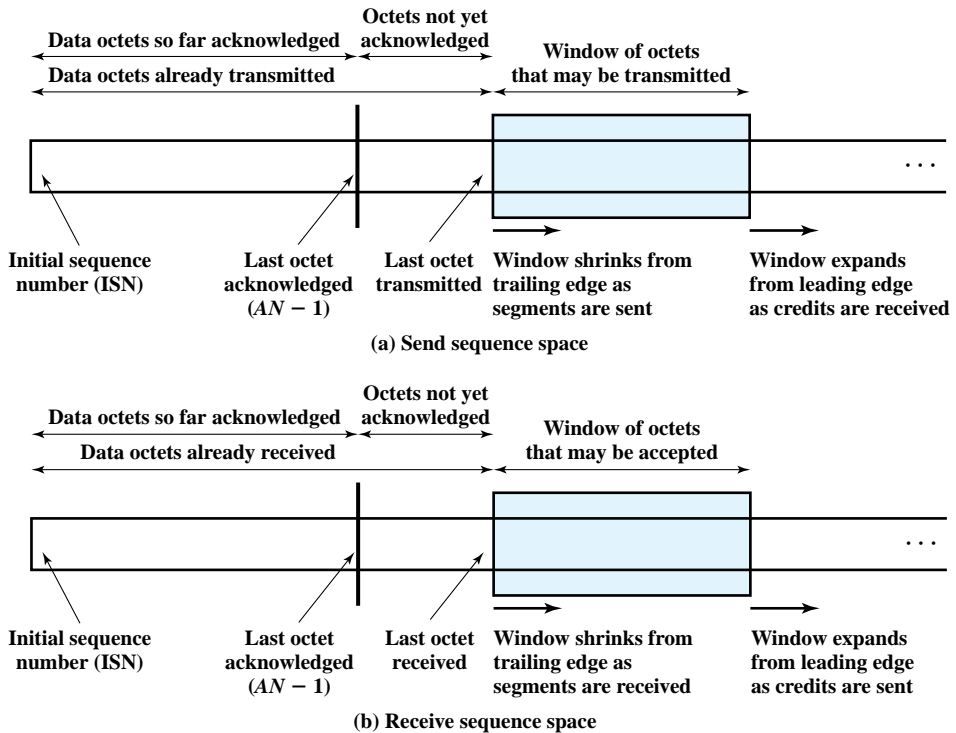 Octets not yet
acknowledged
Data octets so far acknowledged
Window of octets
that may be transmitted
Data octets already transmitted
. . .
Initial sequence
number (ISN)
Last octet
acknowledged
(AN − 1)
Last octet
transmitted
Window shrinks from
trailing edge as
segments are sent
Window expands
from leading edge
as credits are received
(a) Send sequence space
Octets not yet
acknowledged
Data octets so far acknowledged
Window of octets
that may be accepted
Data octets already received
. . .
Initial sequence
number (ISN)
Last octet
acknowledged
(AN − 1)
Last octet
received
Window shrinks from
trailing edge as
segments are received
Window expands
from leading edge
as credits are sent
(b) Receive sequence space